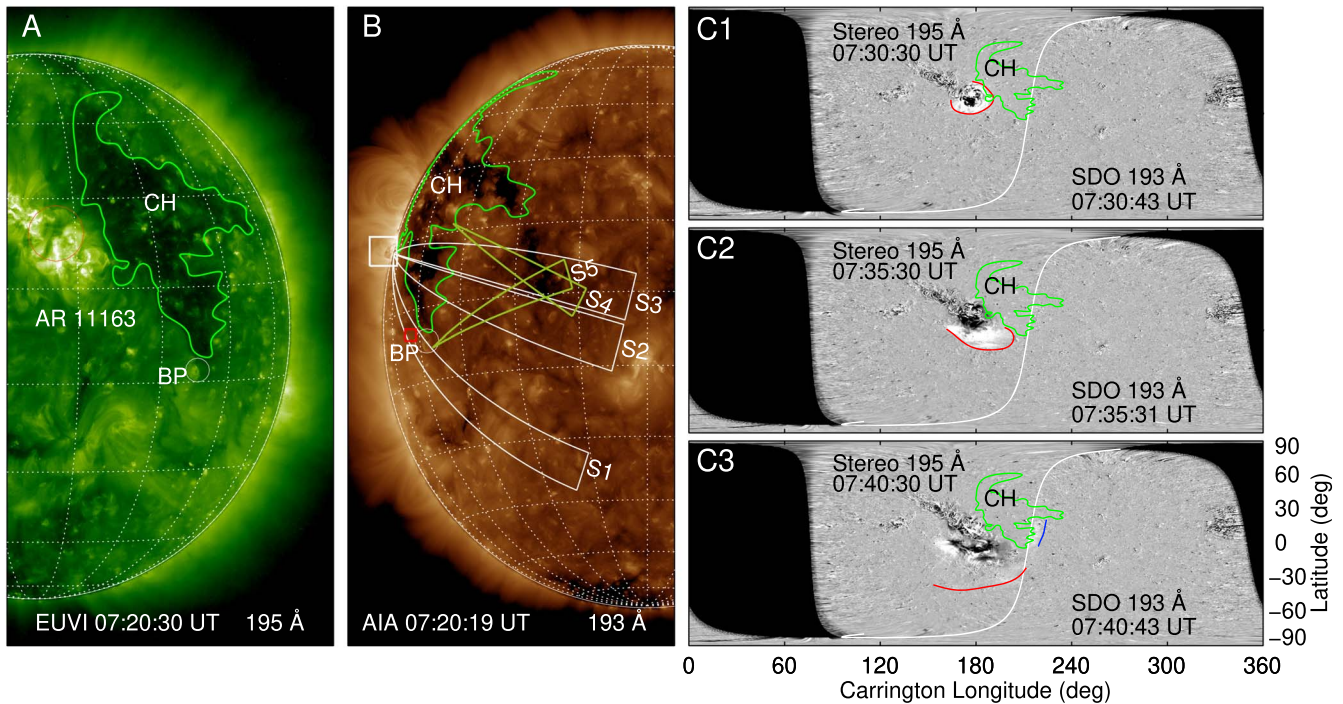 A
CH
AR 11163
BP
EUVI 07:20:30 UT 195 Å
B
CH
S5
S4
S3
S2
BP
S1
AIA 07:20:19 UT 193 Å
C1
Stereo 195 Å
07:30:30 UT
CH
SDO 193 Å
07:30:43 UT
C2
Stereo 195 Å
07:35:30 UT
CH
SDO 193 Å
07:35:31 UT
C3
Stereo 195 Å
07:40:30 UT
CH
SDO 193 Å
07:40:43 UT
90
60
30
0
−30
−60
−90
Latitude (deg)
0 60 120 180 240 300 360
Carrington Longitude (deg)